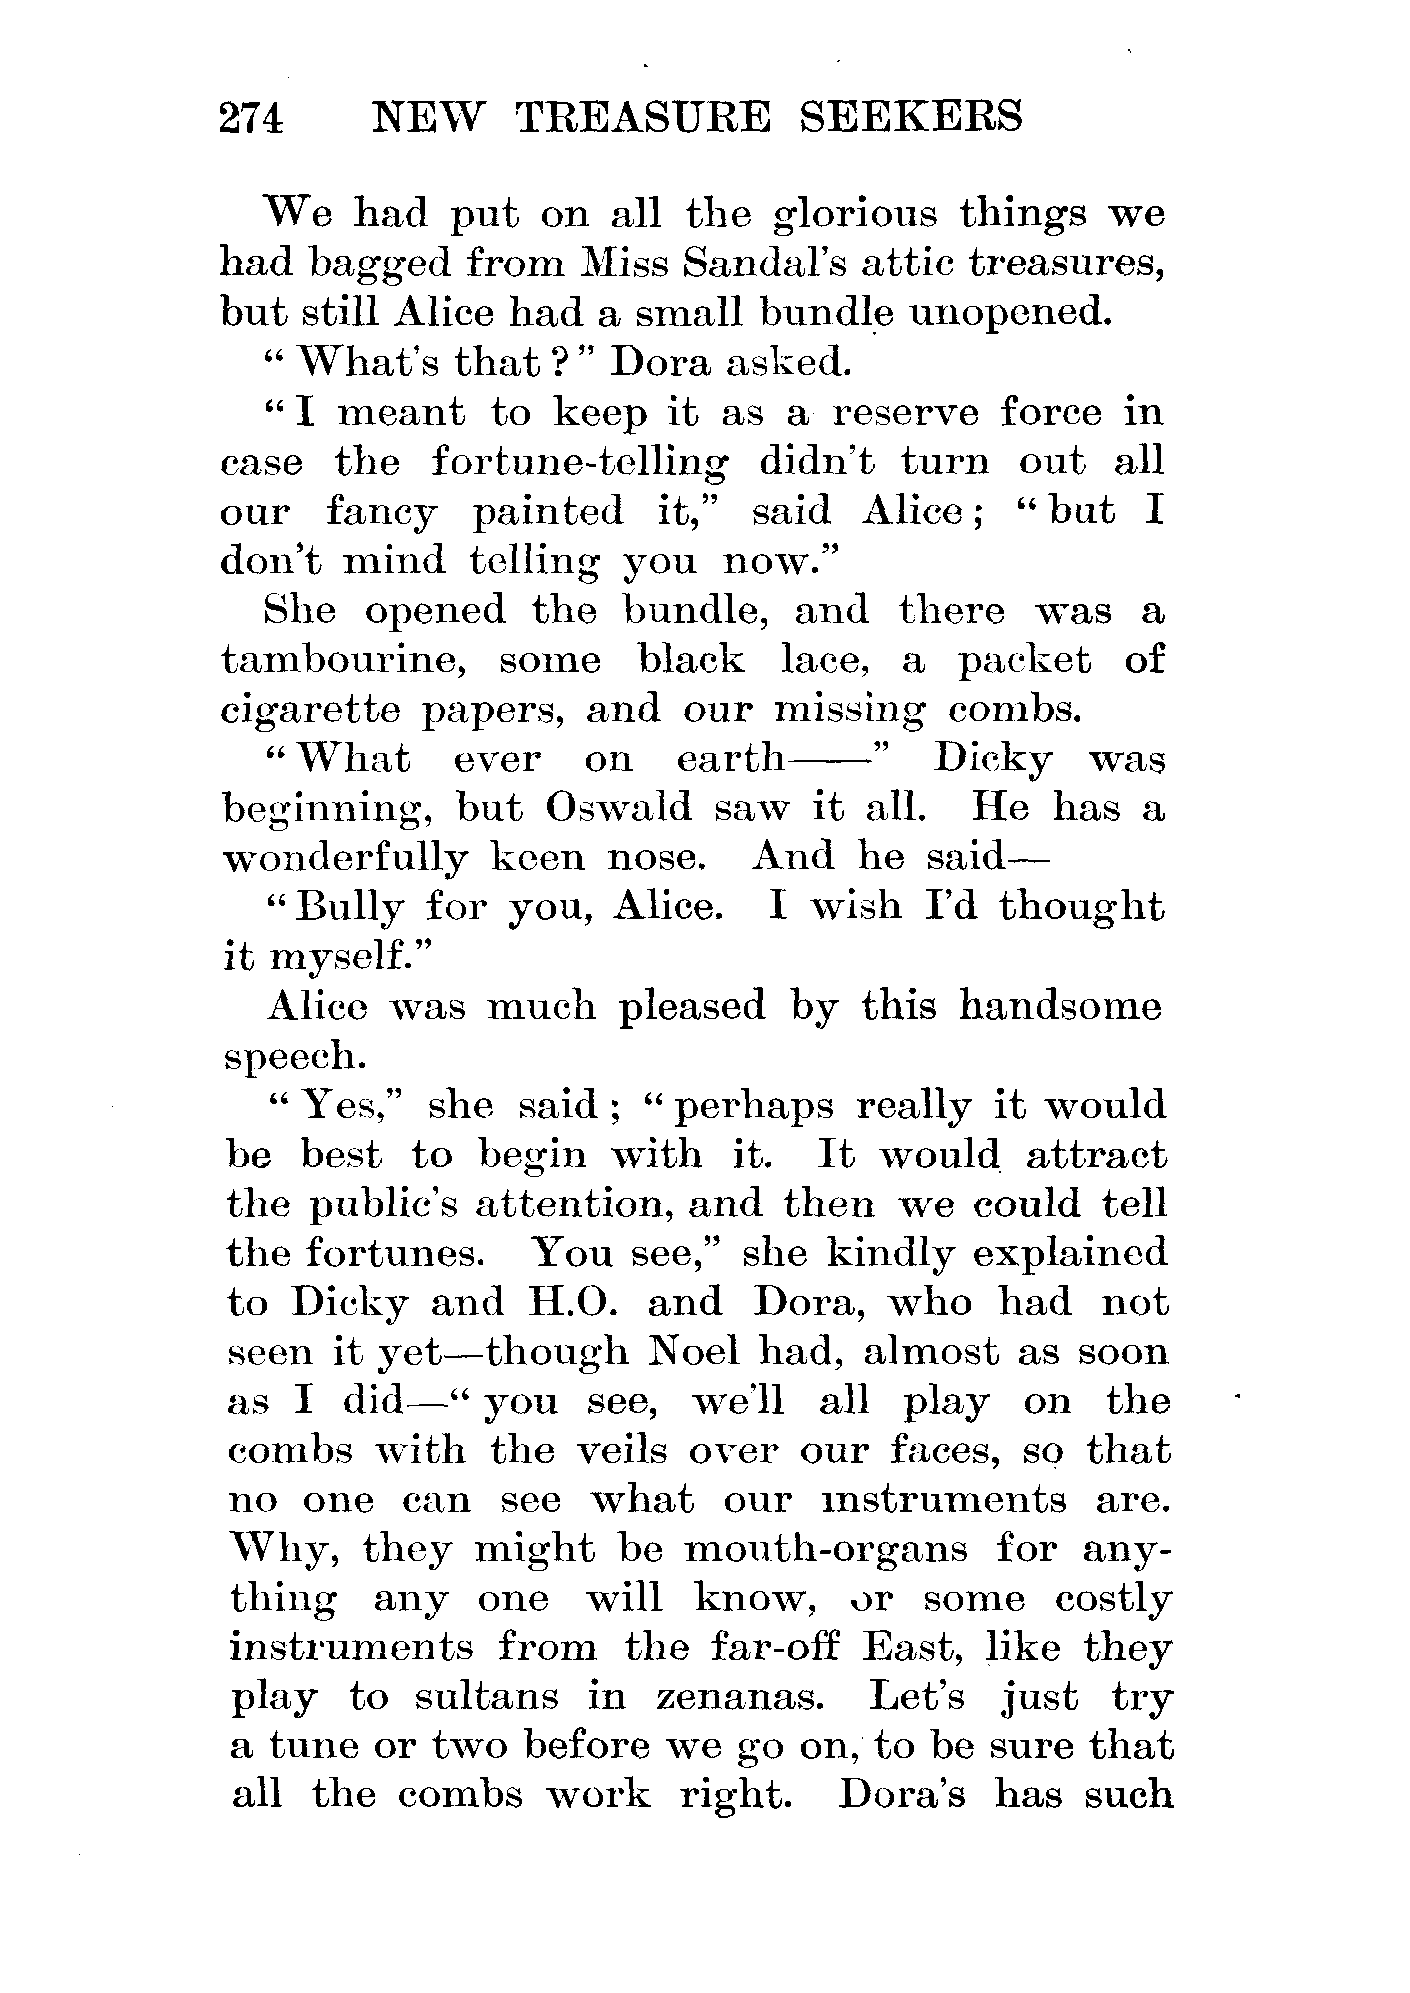 274 NEW TREASURE SEEKERS
We had put on all the glorious things we
had bagged from Miss Sandal's attic treasures,
but still Alice had a small bundle unopened.
"What's that?" Dora asked.
"I meant to keep it as a reserve force in
case the fortune-telling didn't turn out all
our fancy painted it," said Alice; "but I
don't mind telling you now."
She opened the bundle, and there was a
tambourine, some black lace, a packet of
cigarette papers, and our missing combs.
"What ever on earth——" Dicky was
beginning, but Oswald saw it all. He has a
wonderfully keen nose. And he said—
"Bully for you, Alice. I wish I'd thought
it myself."
Alice was much pleased by this handsome
speech.
"Yes," she said; "perhaps really it would
be best to begin with it. It would attract
the public's attention, and then we could tell
the fortunes. You see," she kindly explained
to Dicky and H.O. and Dora, who had not
seen it yet—though Noel had, almost as soon
as I did—"you see, we'll all play on the
combs with the veils over our faces, so that
no one can see what our instruments are.
Why, they might be mouth-organs for any-
thing any one will know, or some costly
instruments from the far-off East, like they
play to sultans in zenanas. Let's just try
a tune or two before we go on, to be sure that
all the combs work right. Dora's has such